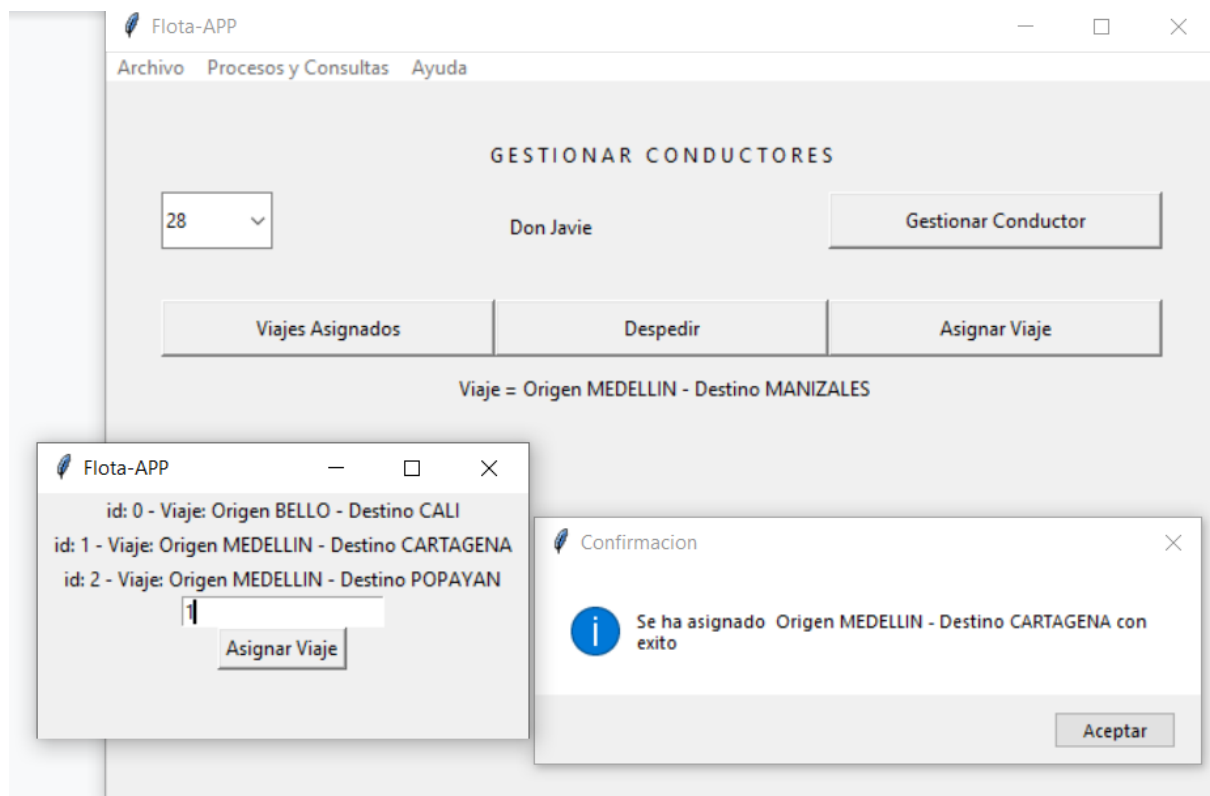 Flota-APP
Archivo Procesos y Consultas Ayuda
GESTIONAR CONDUCTORES
28
Don Javie
Gestionar Conductor
Viajes Asignados
Despedir
Asignar Viaje
Viaje = Origen MEDELLIN - Destino MANIZALES
Flota-APP
id: 0 - Viaje: Origen BELLO - Destino CALI
id: 1 - Viaje: Origen MEDELLIN - Destino CARTAGENA
id: 2 - Viaje: Origen MEDELLIN - Destino POPAYAN
1
Asignar Viaje
Confirmacion
Se ha asignado  Origen MEDELLIN - Destino CARTAGENA con
exito
Aceptar